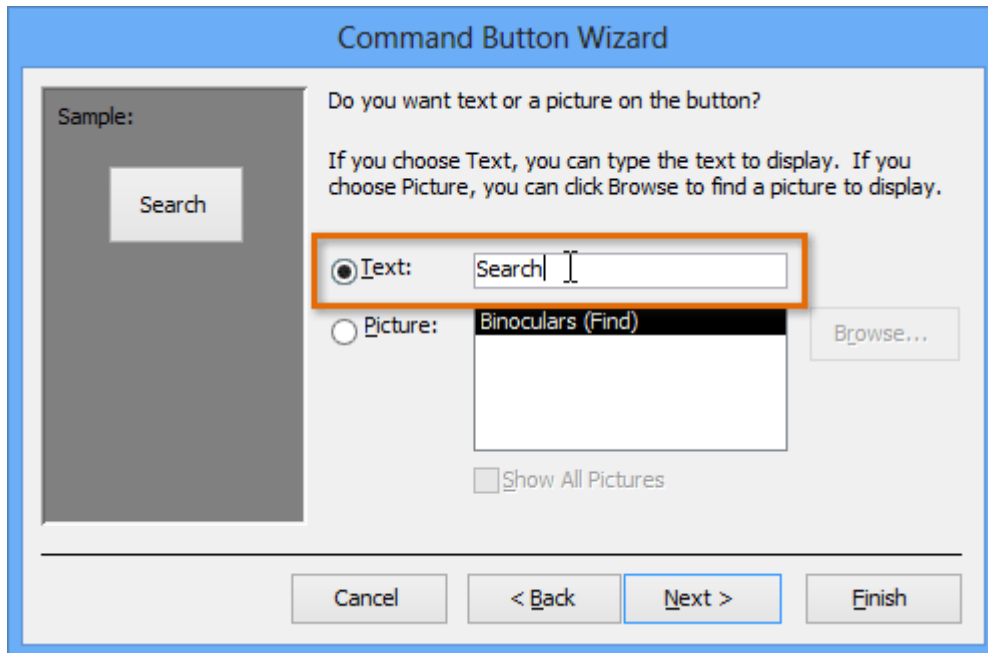 Command Button Wizard
Sample:
Search
Do you want text or a picture on the button?
If you choose Text, you can type the text to display. If you
choose Picture, you can click Browse to find a picture to display.
Text: Search
Picture: Binoculars (Find) Browse...
Show All Pictures
Cancel < Back Next > Finish